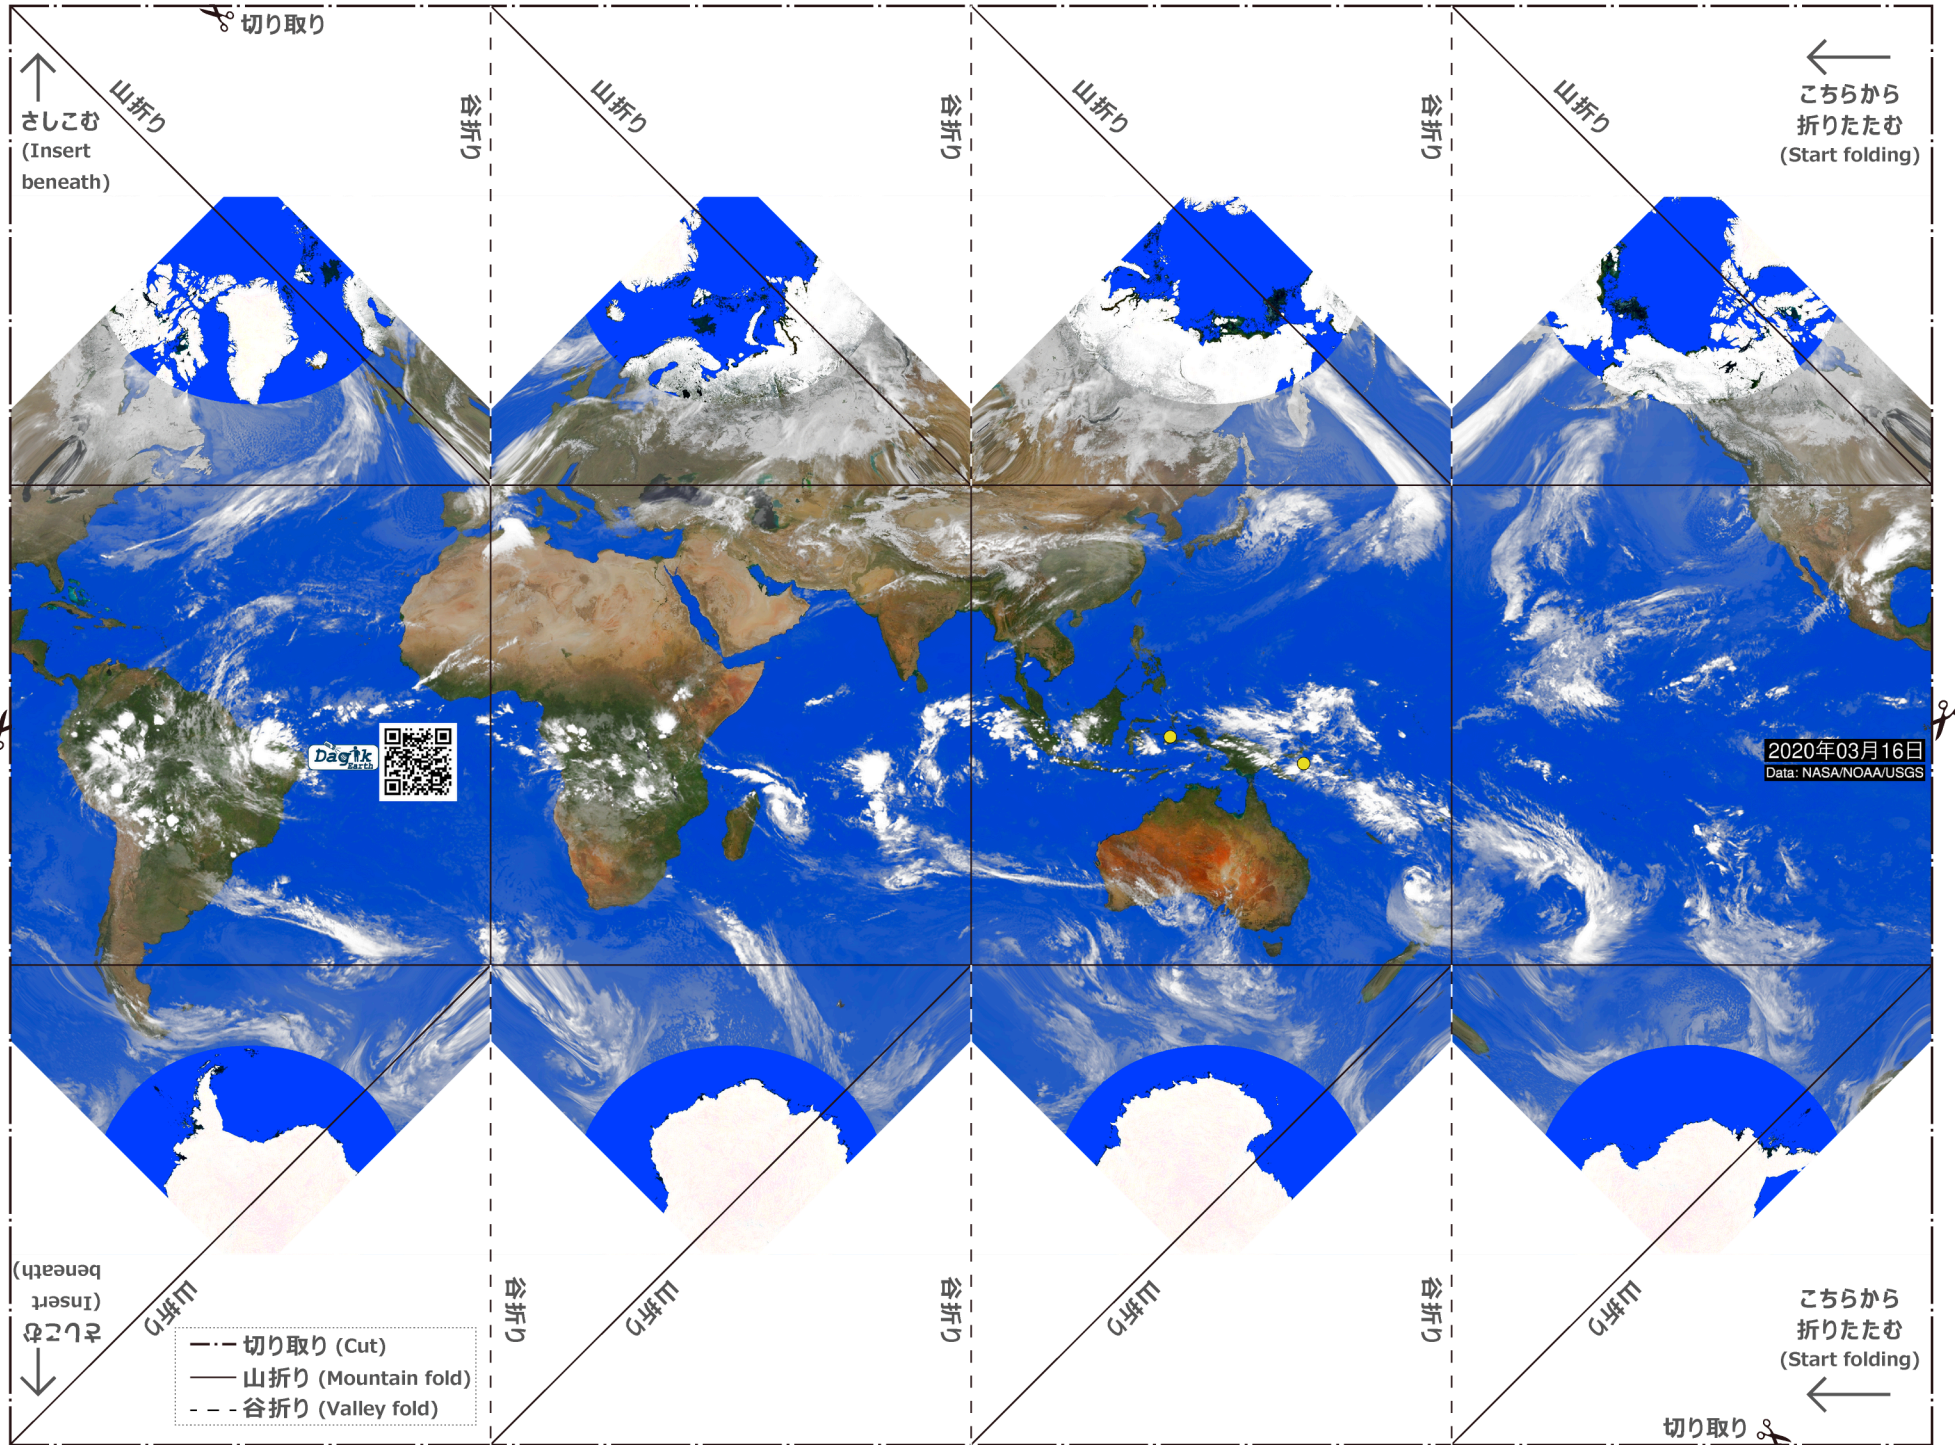 切り取り
さしこむ
(Insert
beneath)
山折り
谷折り
山折り
谷折り
山折り
谷折り
山折り
こちらから
折りたたむ
(Start folding)
Dagik
Earth
2020年03月16日
Data: NASA/NOAA/USGS
さしこむ
(Insert
beneath)
山折り
谷折り
山折り
谷折り
山折り
谷折り
山折り
こちらから
折りたたむ
(Start folding)
切り取り (Cut)
山折り (Mountain fold)
谷折り (Valley fold)
切り取り